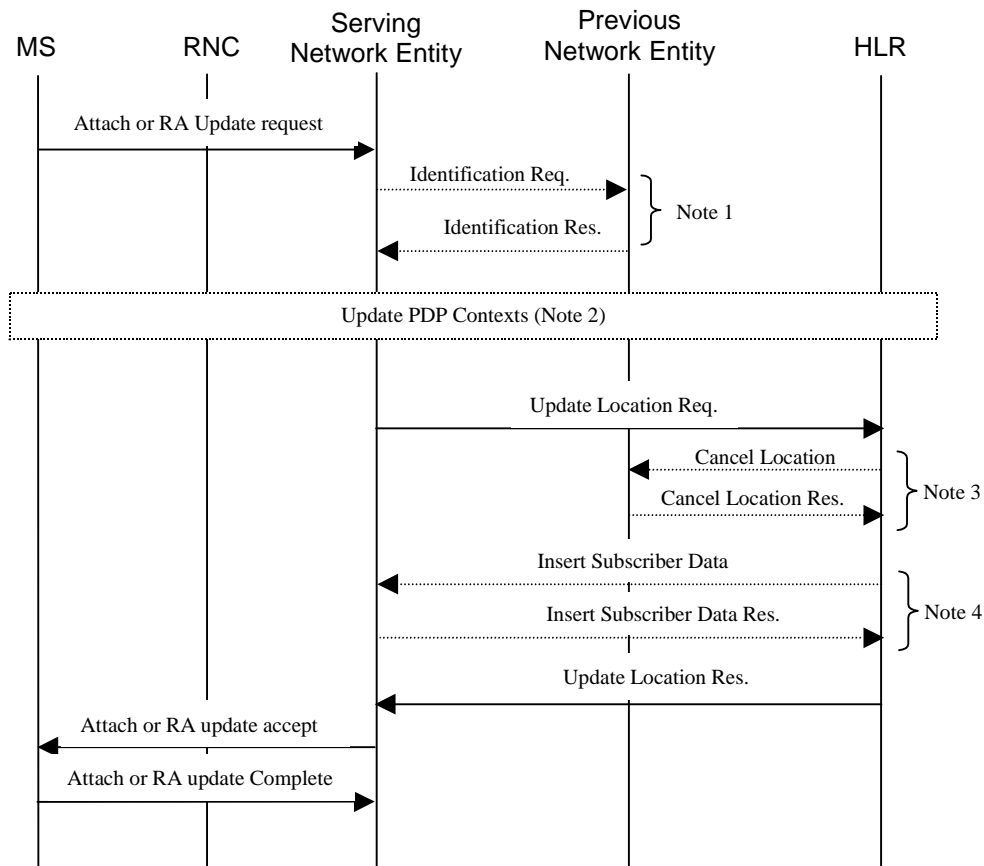 MS
RNC
Serving
Network Entity
Previous
Network Entity
HLR
Attach or RA Update request
Identification Req.
Note 1
Identification Res.
Update PDP Contexts (Note 2)
Update Location Req.
Cancel Location
Note 3
Cancel Location Res.
Insert Subscriber Data
Note 4
Insert Subscriber Data Res.
Update Location Res.
Attach or RA update accept
Attach or RA update Complete